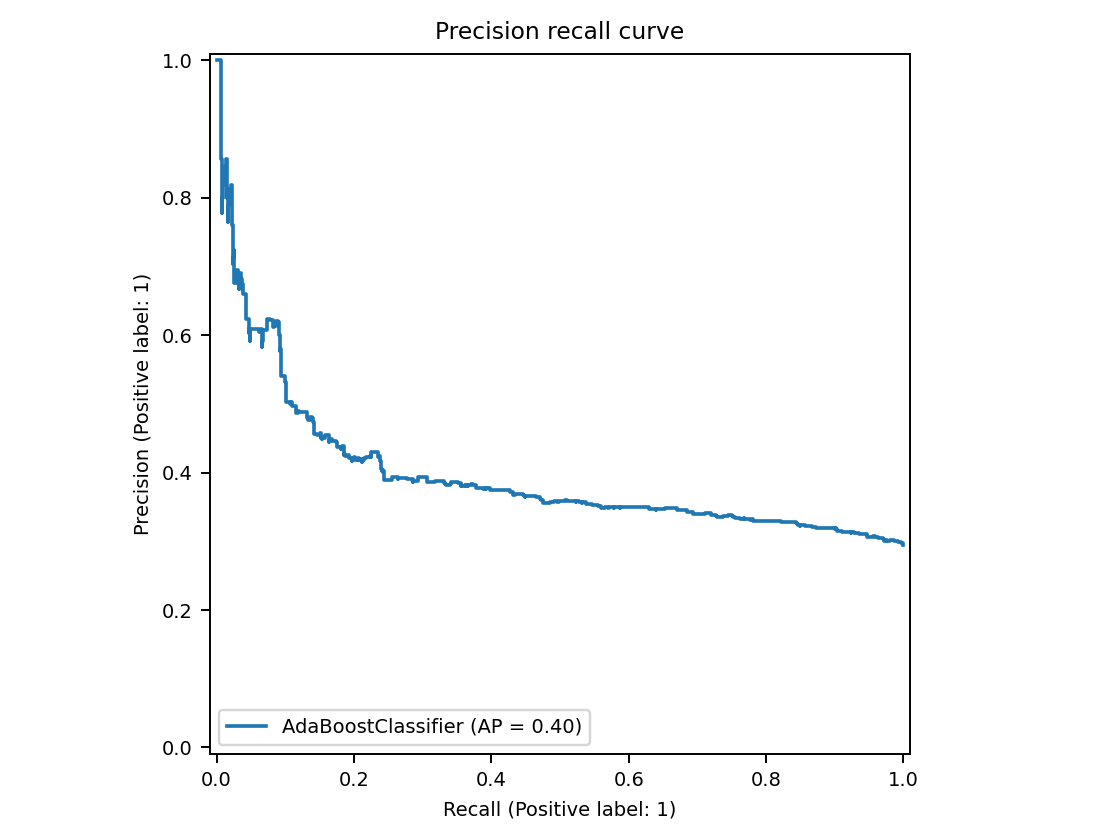 Precision recall curve
1.0
0.8
0.6
0.4
0.2
0.0
Precision (Positive label: 1)
AdaBoostClassifier (AP = 0.40)
0.0 0.2 0.4 0.6 0.8 1.0
Recall (Positive label: 1)